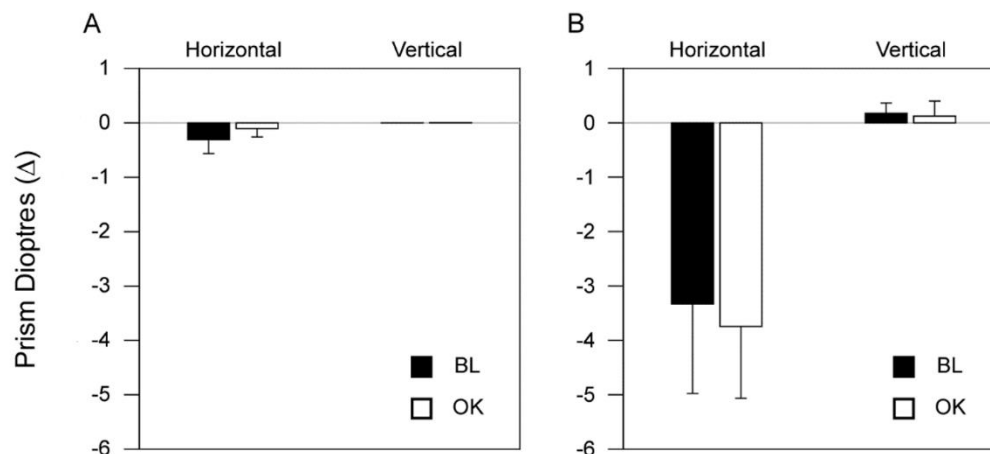 A
Horizontal Vertical
1
0
-1
-2
-3
-4
-5
-6
Prism Dioptres (Δ)
BL
OK
B
Horizontal Vertical
1
0
-1
-2
-3
-4
-5
-6
BL
OK